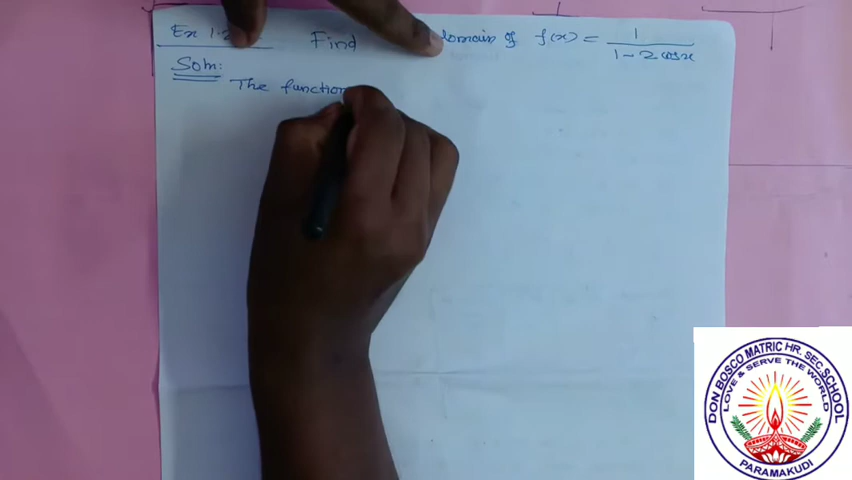 Ex 1. Find domain of f(x) = 1 / 1 - 2 cos x
Soln:
The function
DON BOSCO MATRIC HR. SEC. SCHOOL
LOVE & SERVE THE WORLD
PARAMAKUDI